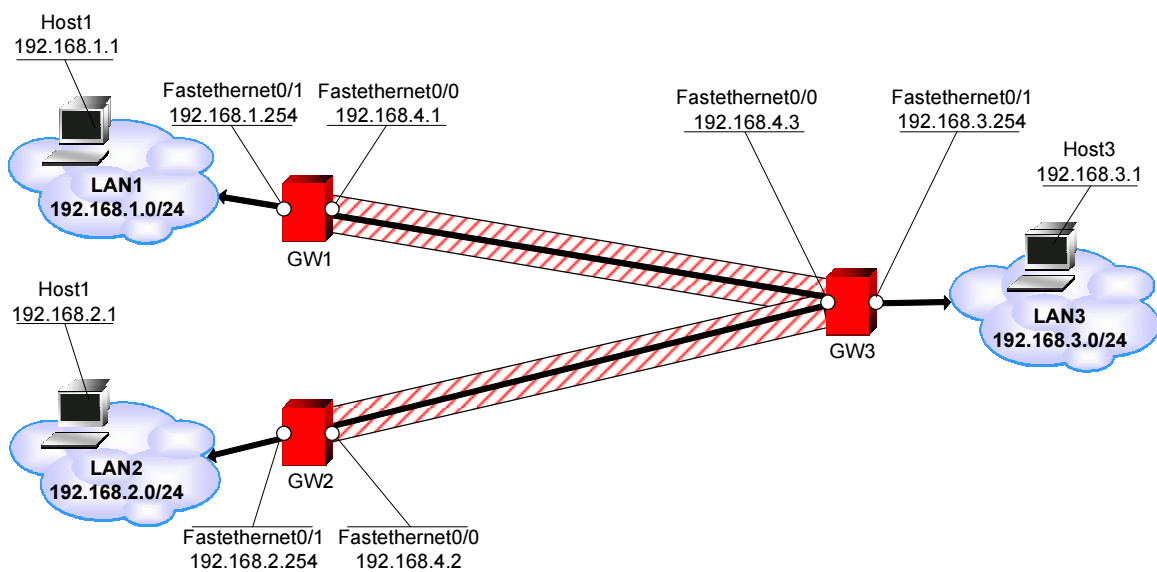 Host1
192.168.1.1
Fastethernet0/1
192.168.1.254
Fastethernet0/0
192.168.4.1
Fastethernet0/0
192.168.4.3
Fastethernet0/1
192.168.3.254
Host3
192.168.3.1
LAN1
192.168.1.0/24
GW1
Host1
192.168.2.1
LAN3
192.168.3.0/24
GW3
LAN2
192.168.2.0/24
GW2
Fastethernet0/1
192.168.2.254
Fastethernet0/0
192.168.4.2